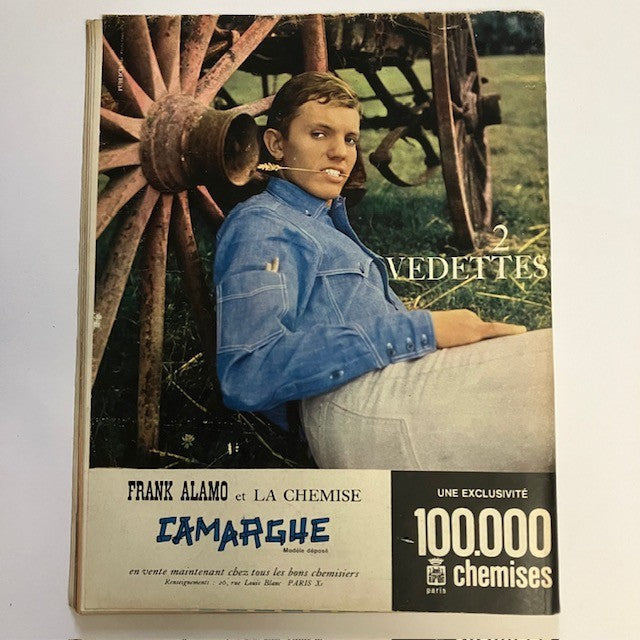 2
VEDETTES
FRANK ALAMO et LA CHEMISE
CAMARGUE
Modèle déposé
en vente maintenant chez tous les bons chemisiers
Renseignements : 26, rue Louis Blanc PARIS Xe
UNE EXCLUSIVITÉ
100.000
chemises
paris